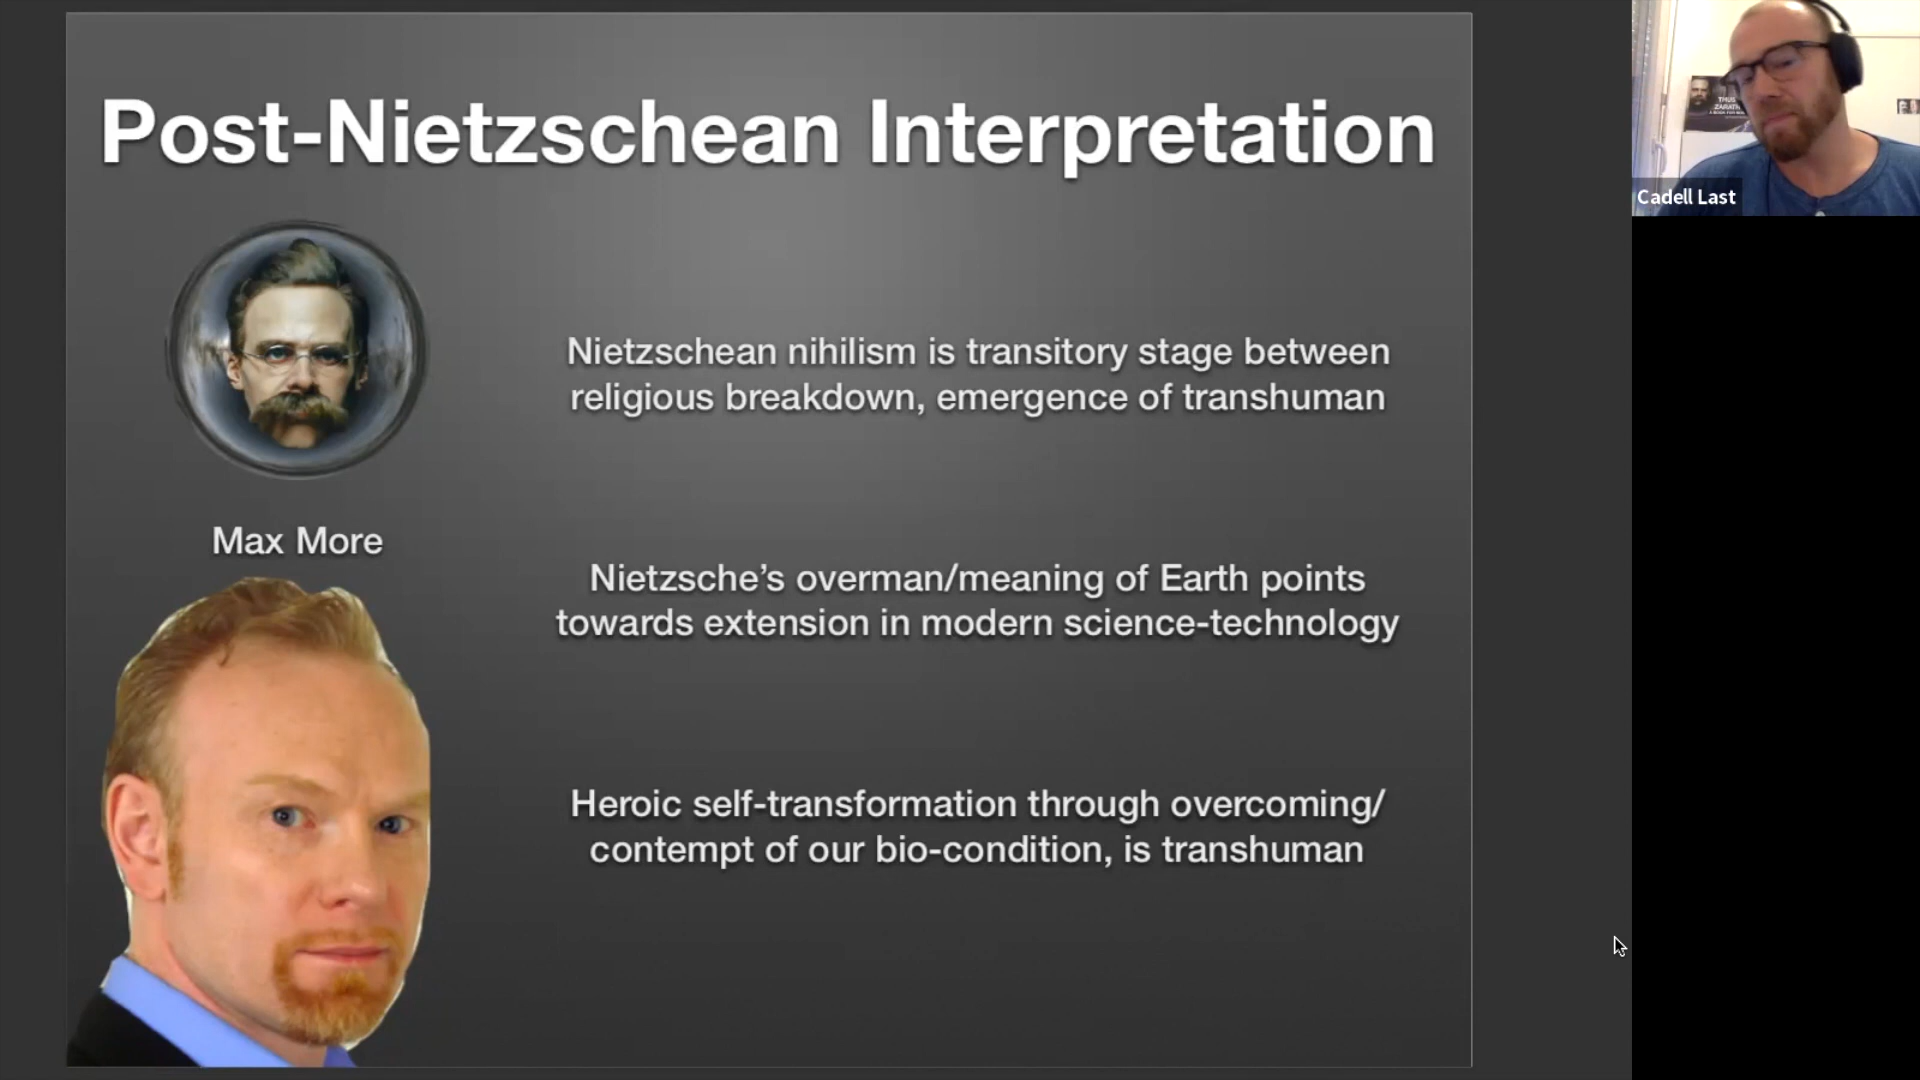 Post-Nietzschean Interpretation
Nietzschean nihilism is transitory stage between
religious breakdown, emergence of transhuman
Max More
Nietzsche’s overman/meaning of Earth points
towards extension in modern science-technology
Heroic self-transformation through overcoming/
contempt of our bio-condition, is transhuman
Cadell Last
THUS